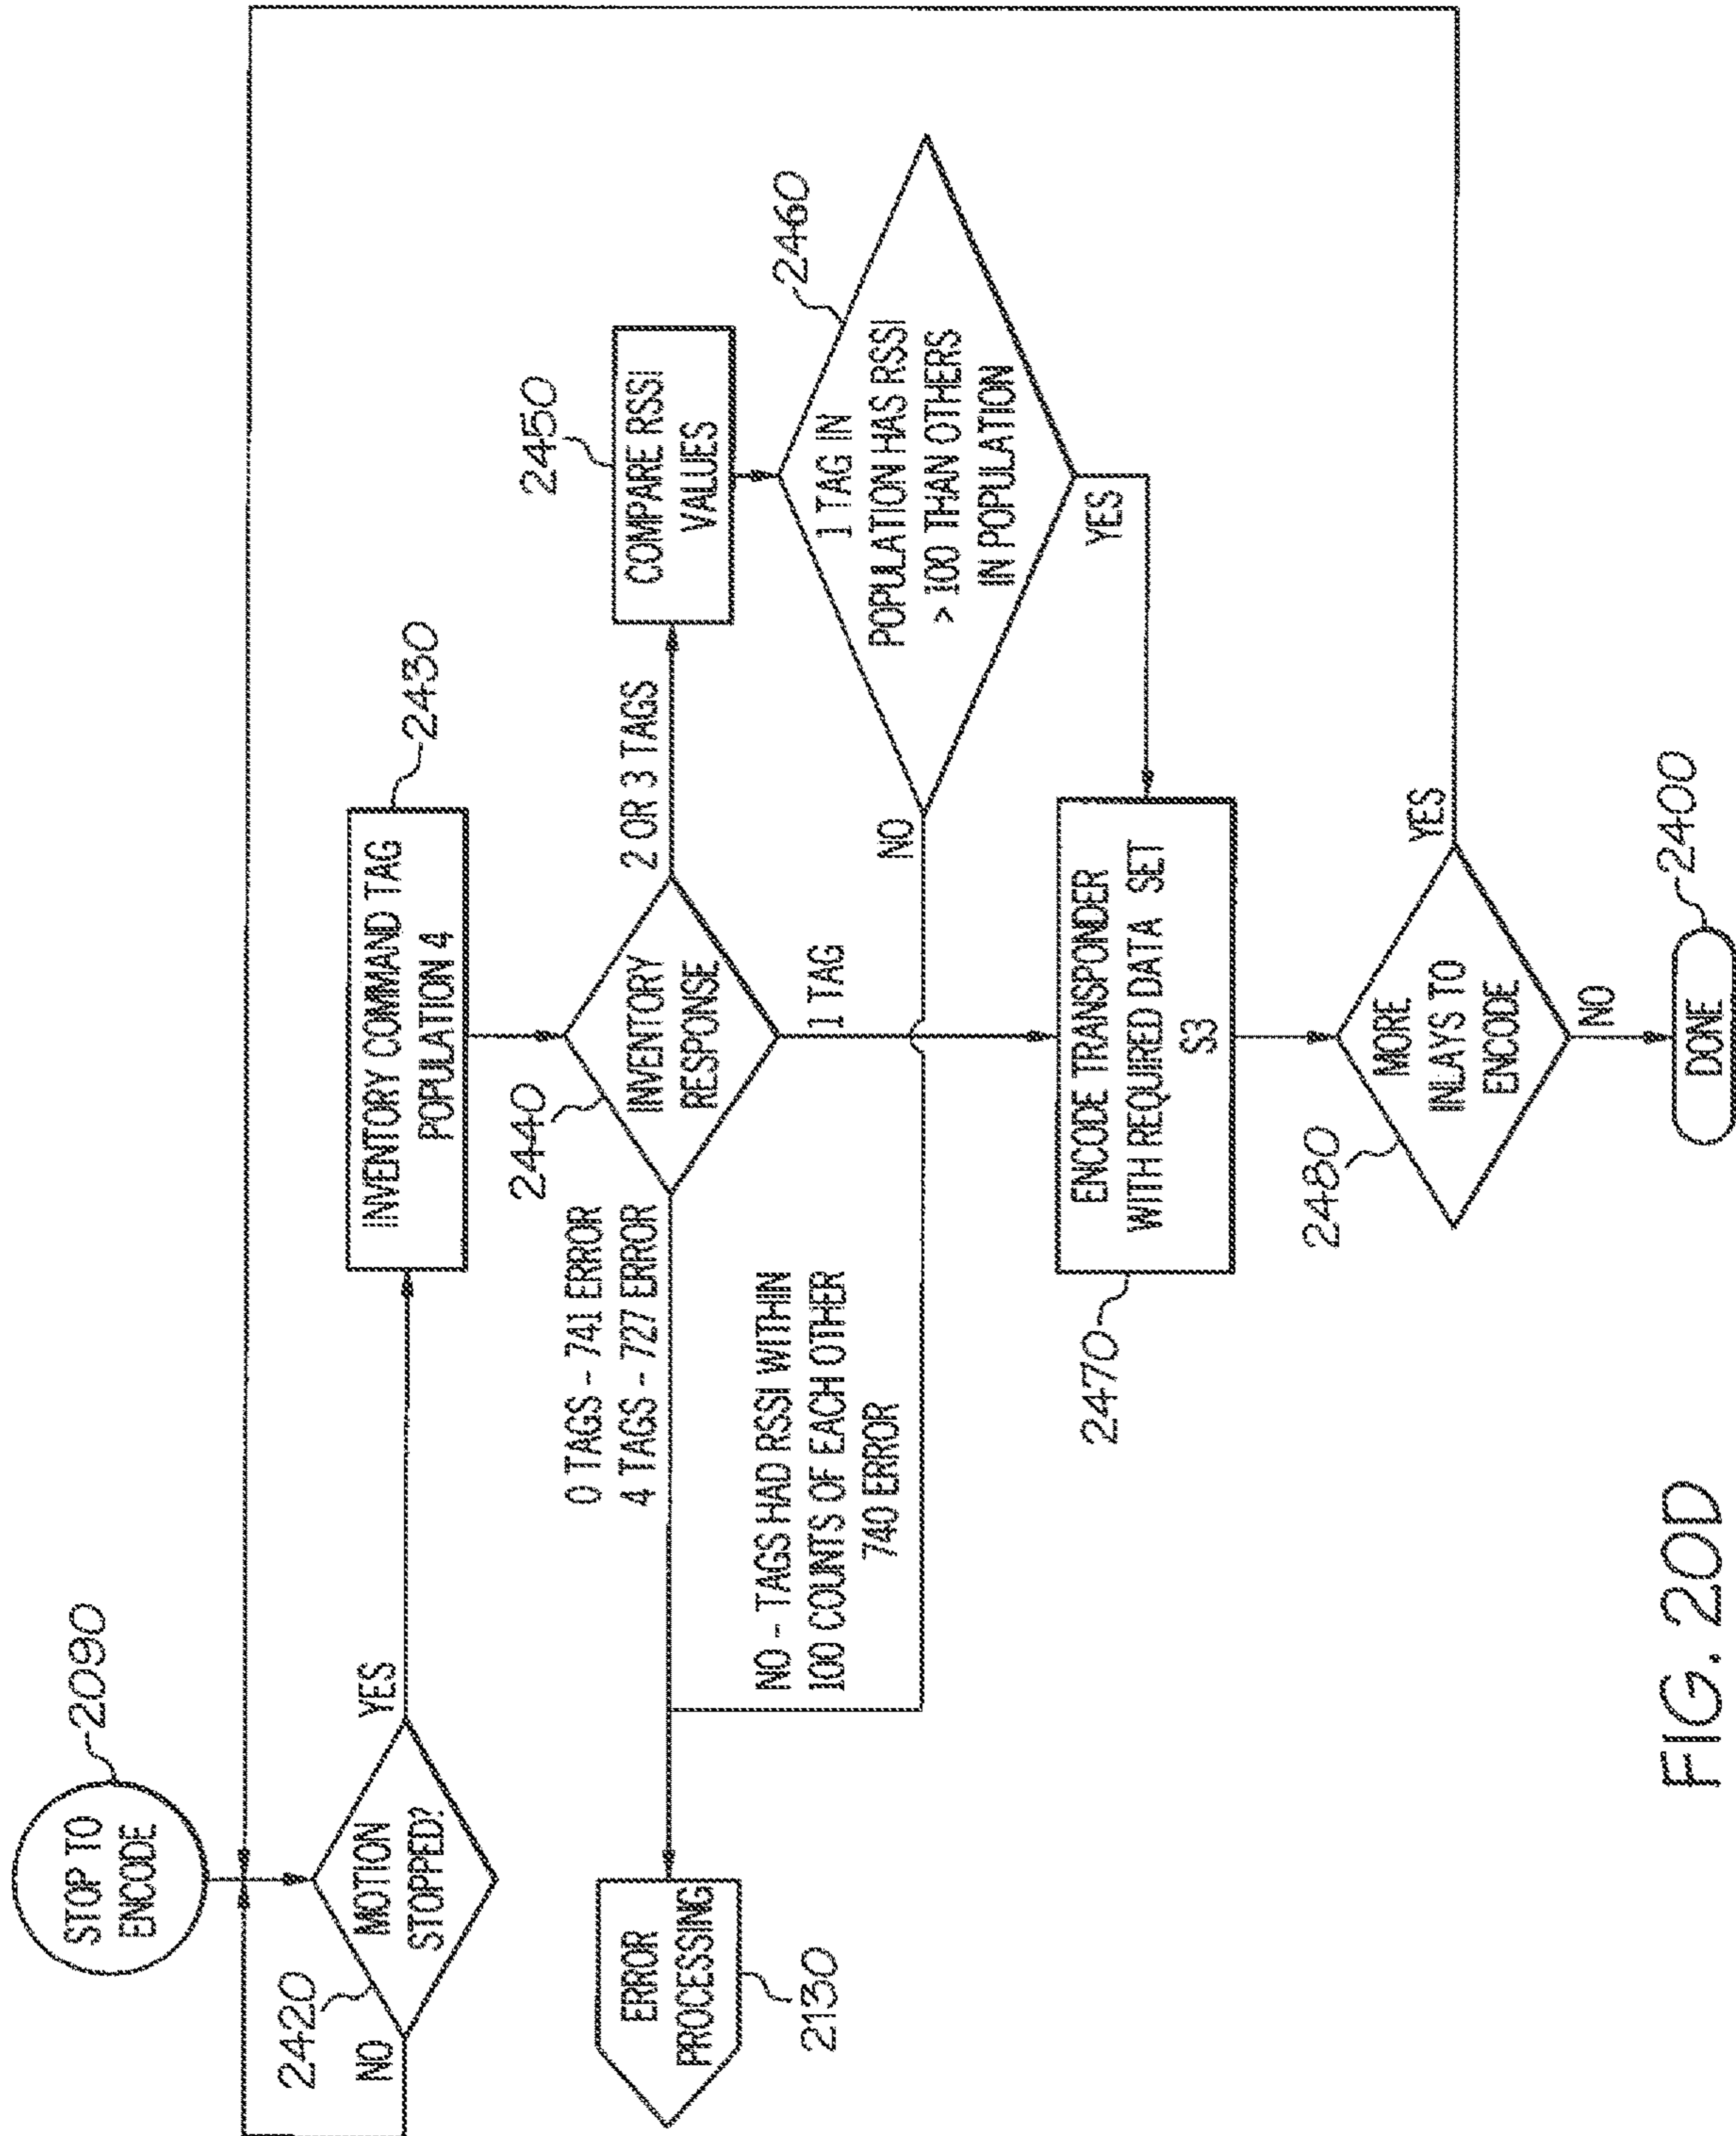 STOP TO
ENCODE
2090
2420
MOTION
STOPPED?
NO
YES
INVENTORY COMMAND TAG
POPULATION 4
2430
2440
INVENTORY
RESPONSE
0 TAGS - 741 ERROR
4 TAGS - 727 ERROR
2 OR 3 TAGS
1 TAG
2450
COMPARE RSSI
VALUES
2460
1 TAG IN
POPULATION HAS RSSI
> 100 THAN OTHERS
IN POPULATION
NO
YES
ERROR
PROCESSING
2130
NO - TAGS HAD RSSI WITHIN
100 COUNTS OF EACH OTHER
740 ERROR
ENCODE TRANSPONDER
WITH REQUIRED DATA SET
S3
2470
2480
MORE
INLAYS TO
ENCODE
YES
NO
DONE
2400
FIG. 20D